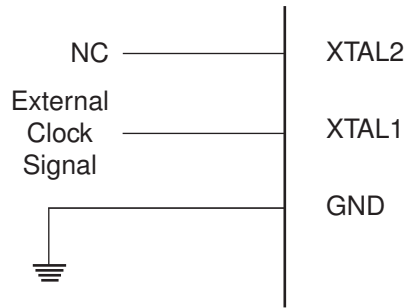 NC
XTAL2
External
Clock
Signal
XTAL1
GND